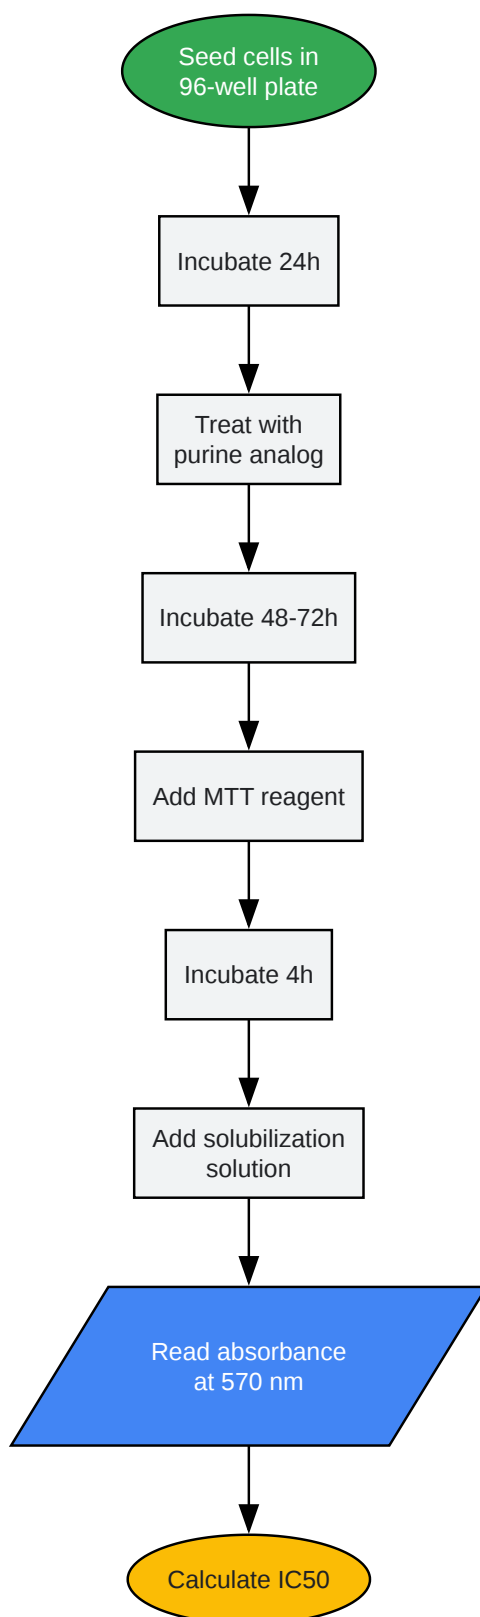 Seed cells in
96-well plate
Incubate 24h
Treat with
purine analog
Incubate 48-72h
Add MTT reagent
Incubate 4h
Add solubilization
solution
Read absorbance
at 570 nm
Calculate IC50